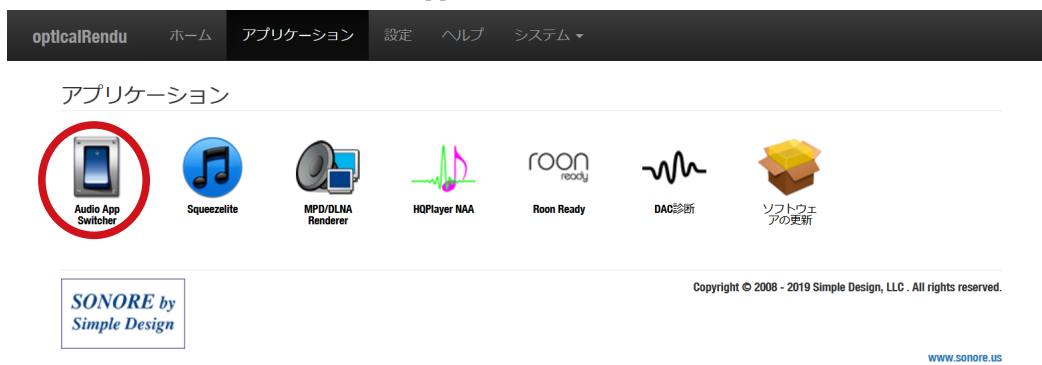 opticalRendu ホーム アプリケーション 設定 ヘルプ システム
アプリケーション
Audio App
Switcher
Squeezelite
MPD/DLNA
Renderer
HQPlayer NAA
roon
ready
Roon Ready
DAC診断
ソフトウェ
アの更新
SONORE by
Simple Design
Copyright © 2008 - 2019 Simple Design, LLC . All rights reserved.
www.sonore.us